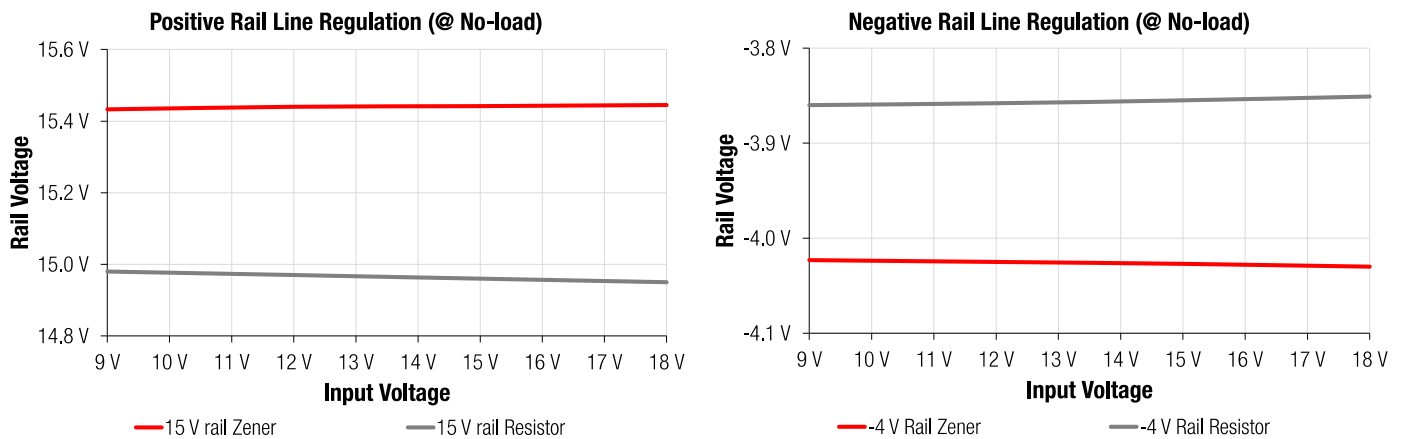 Positive Rail Line Regulation (@ No-load)
15.6 V
15.4 V
15.2 V
15.0 V
14.8 V
Rail Voltage
9 V 10 V 11 V 12 V 13 V 14 V 15 V 16 V 17 V 18 V
Input Voltage
15 V rail Zener
15 V rail Resistor
Negative Rail Line Regulation (@ No-load)
-3.8 V
-3.9 V
-4.0 V
-4.1 V
Rail Voltage
9 V 10 V 11 V 12 V 13 V 14 V 15 V 16 V 17 V 18 V
Input Voltage
-4 V Rail Zener
-4 V Rail Resistor